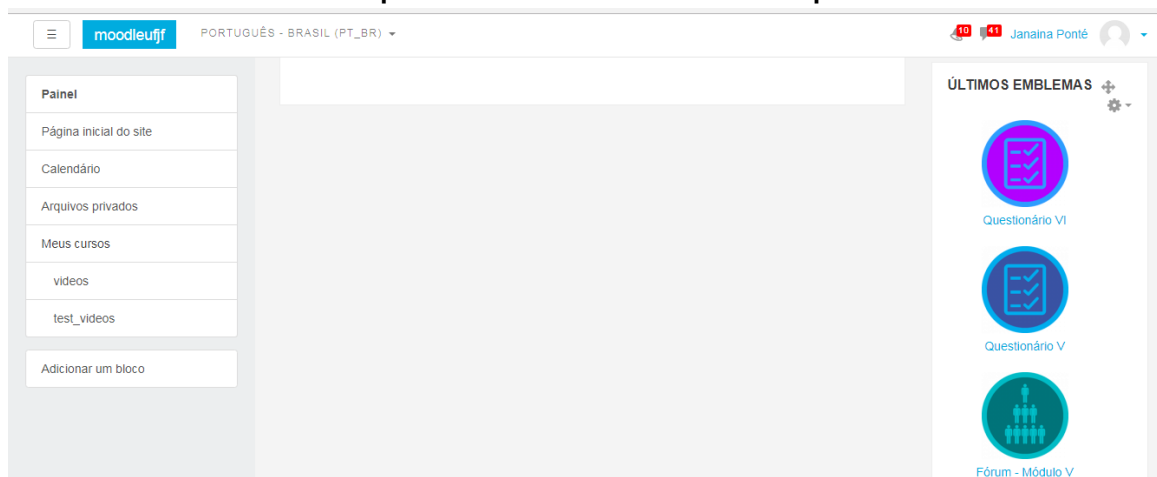 moodleufjf
PORTUGUÊS - BRASIL (PT_BR)
10
41
Janaina Ponté
Painel
Página inicial do site
Calendário
Arquivos privados
Meus cursos
videos
test_videos
Adicionar um bloco
ÚLTIMOS EMBLEMAS
Questionário VI
Questionário V
Fórum - Módulo V